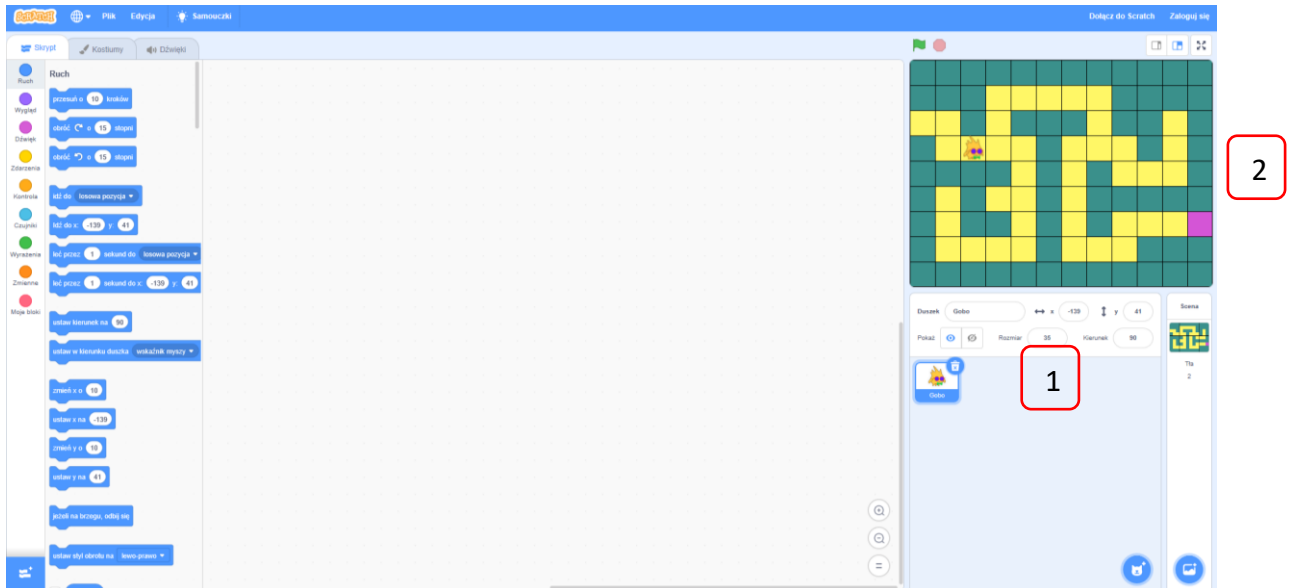 SCRATCH Plik Edycja Samouczki Dołącz do Scratch Zaloguj się
Skrypt Kostiumy Dźwięki
Ruch
Wygląd
Dźwięk
Zdarzenia
Kontrola
Czujniki
Wyrażenia
Zmienne
Moje bloki
Ruch
przesuń o 10 kroków
obróć o 15 stopni
obróć o 15 stopni
idź do losowa pozycja
idź do x: -139 y: 41
leć przez 1 sekund do losowa pozycja
leć przez 1 sekund do x: -139 y: 41
ustaw kierunek na 90
ustaw w kierunku duszka wskaźnik myszy
zmień x o 10
ustaw x na -139
zmień y o 10
ustaw y na 41
jeżeli na brzegu, odbij się
ustaw styl obrotu na lewo-prawo
2
Duszek Gobo x -139 y 41
Pokaż Rozmiar 35 Kierunek 90
Gobo
1
Scena
Tła
2